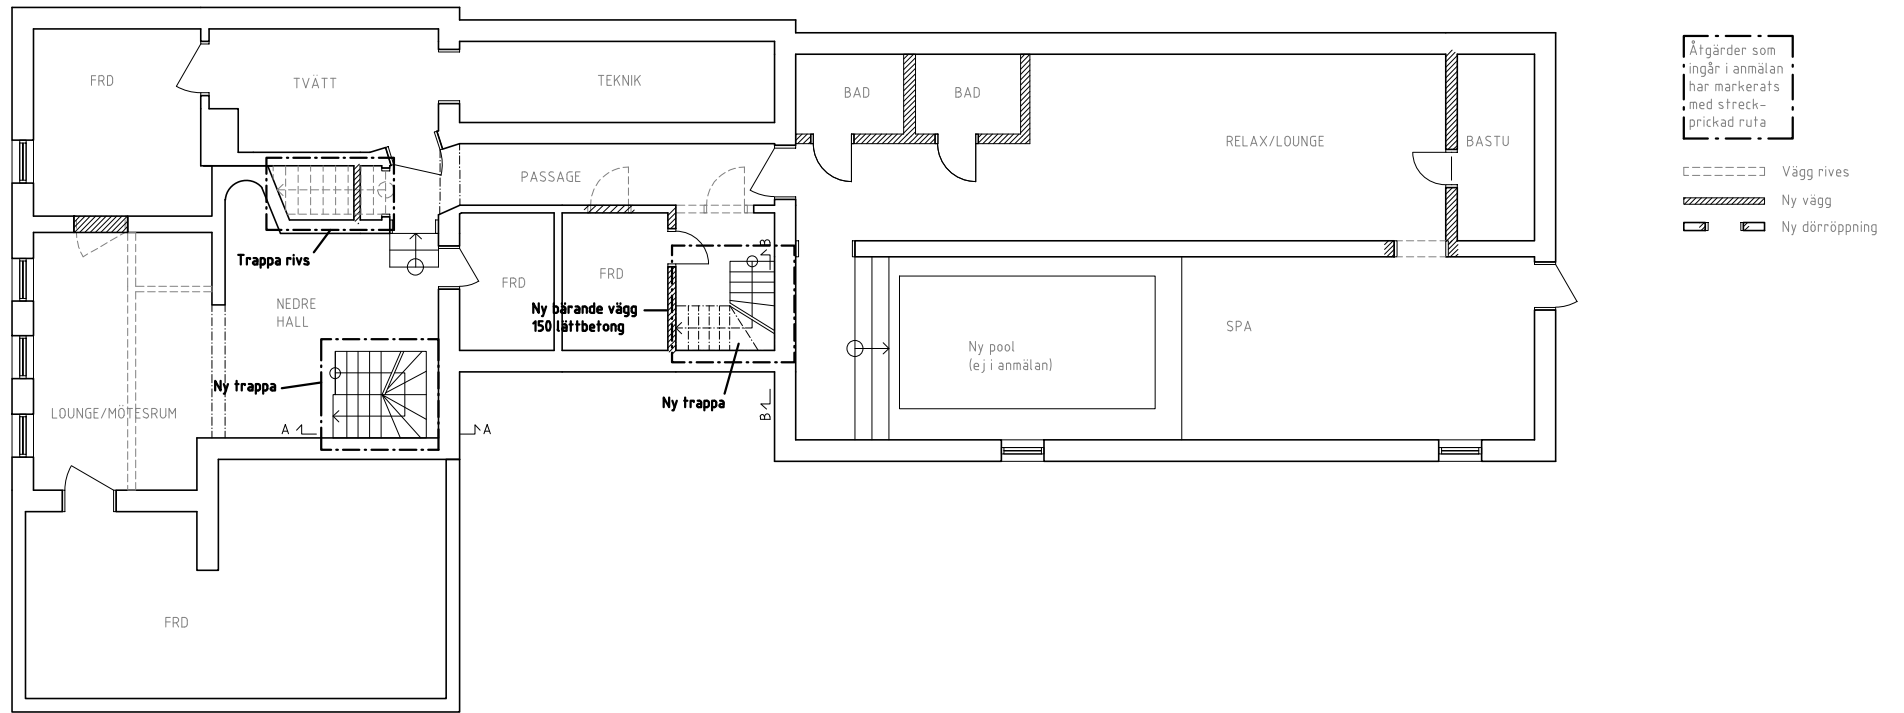 FRD
TVÄTT
TEKNIK
BAD
BAD
RELAX/LOUNGE
BASTU
PASSAGE
Trappa rivs
NEDRE
HALL
FRD
FRD
Ny bärande vägg
150 lättbetong
B
Ny trappa
Ny trappa
LOUNGE/MÖTESRUM
A
A
B
Ny pool
(ej i anmälan)
SPA
FRD
Åtgärder som
ingår i anmälan
har markerats
med streck-
prickad ruta
Vägg rives
Ny vägg
Ny dörröppning